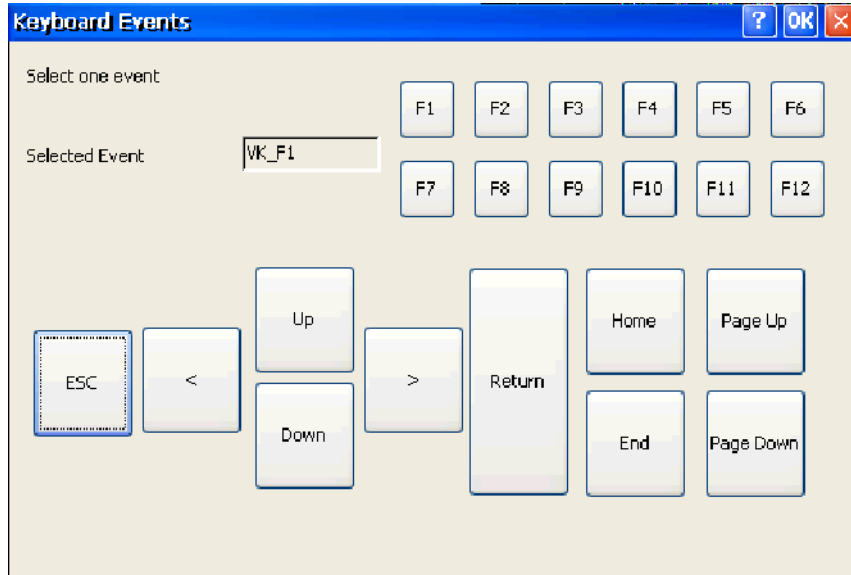 Keyboard Events ? OK ×
Select one event
F1 F2 F3 F4 F5 F6
Selected Event VK_F1
F7 F8 F9 F10 F11 F12
Up
Home Page Up
ESC < > Return
Down
End Page Down